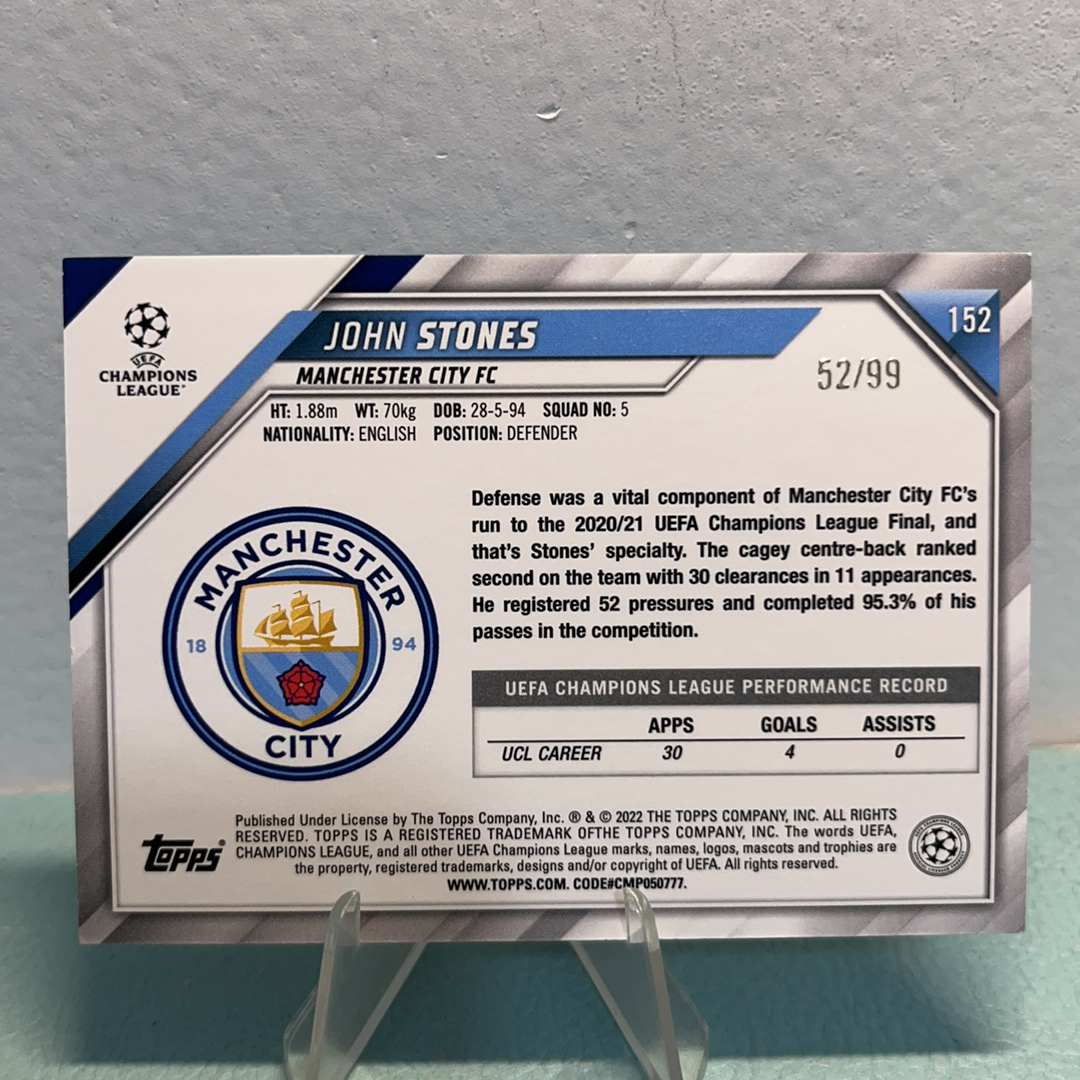 UEFA
CHAMPIONS
LEAGUE
JOHN STONES
152
MANCHESTER CITY FC
52/99
HT: 1.88m WT: 70kg DOB: 28-5-94 SQUAD NO: 5
NATIONALITY: ENGLISH POSITION: DEFENDER
Defense was a vital component of Manchester City FC's
run to the 2020/21 UEFA Champions League Final, and
that's Stones' specialty. The cagey centre-back ranked
second on the team with 30 clearances in 11 appearances.
He registered 52 pressures and completed 95.3% of his
passes in the competition.
MANCHESTER
18 94
CITY
UEFA CHAMPIONS LEAGUE PERFORMANCE RECORD
APPS GOALS ASSISTS
UCL CAREER 30 4 0
Published Under License by The Topps Company, Inc. ® & © 2022 THE TOPPS COMPANY, INC. ALL RIGHTS
RESERVED. TOPPS IS A REGISTERED TRADEMARK OFTHE TOPPS COMPANY, INC. The words UEFA,
CHAMPIONS LEAGUE, and all other UEFA Champions League marks, names, logos, mascots and trophies are
the property, registered trademarks, designs and/or copyright of UEFA. All rights reserved.
WWW.TOPPS.COM. CODE#CMP050777.
Topps